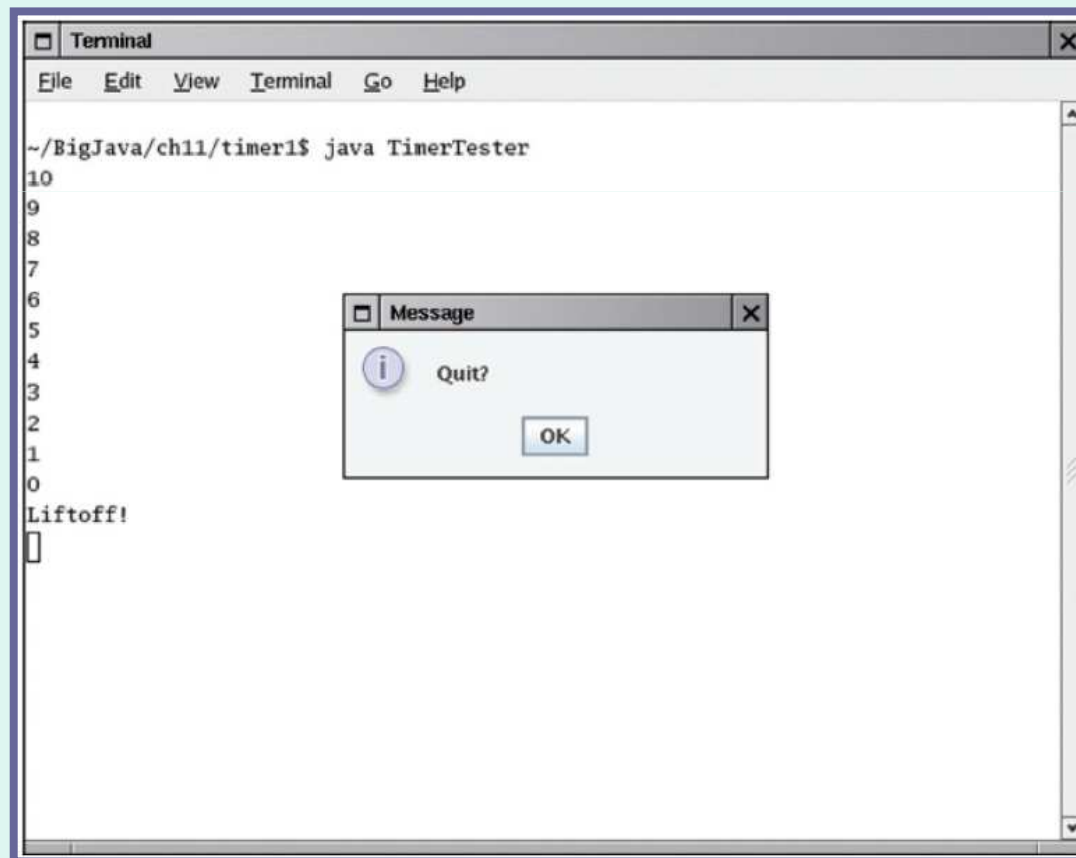 Terminal
File Edit View Terminal Go Help
~/BigJava/ch11/timer1$ java TimerTester
10
9
8
7
6
5
4
3
2
1
0
Liftoff!
Message
i
Quit?
OK